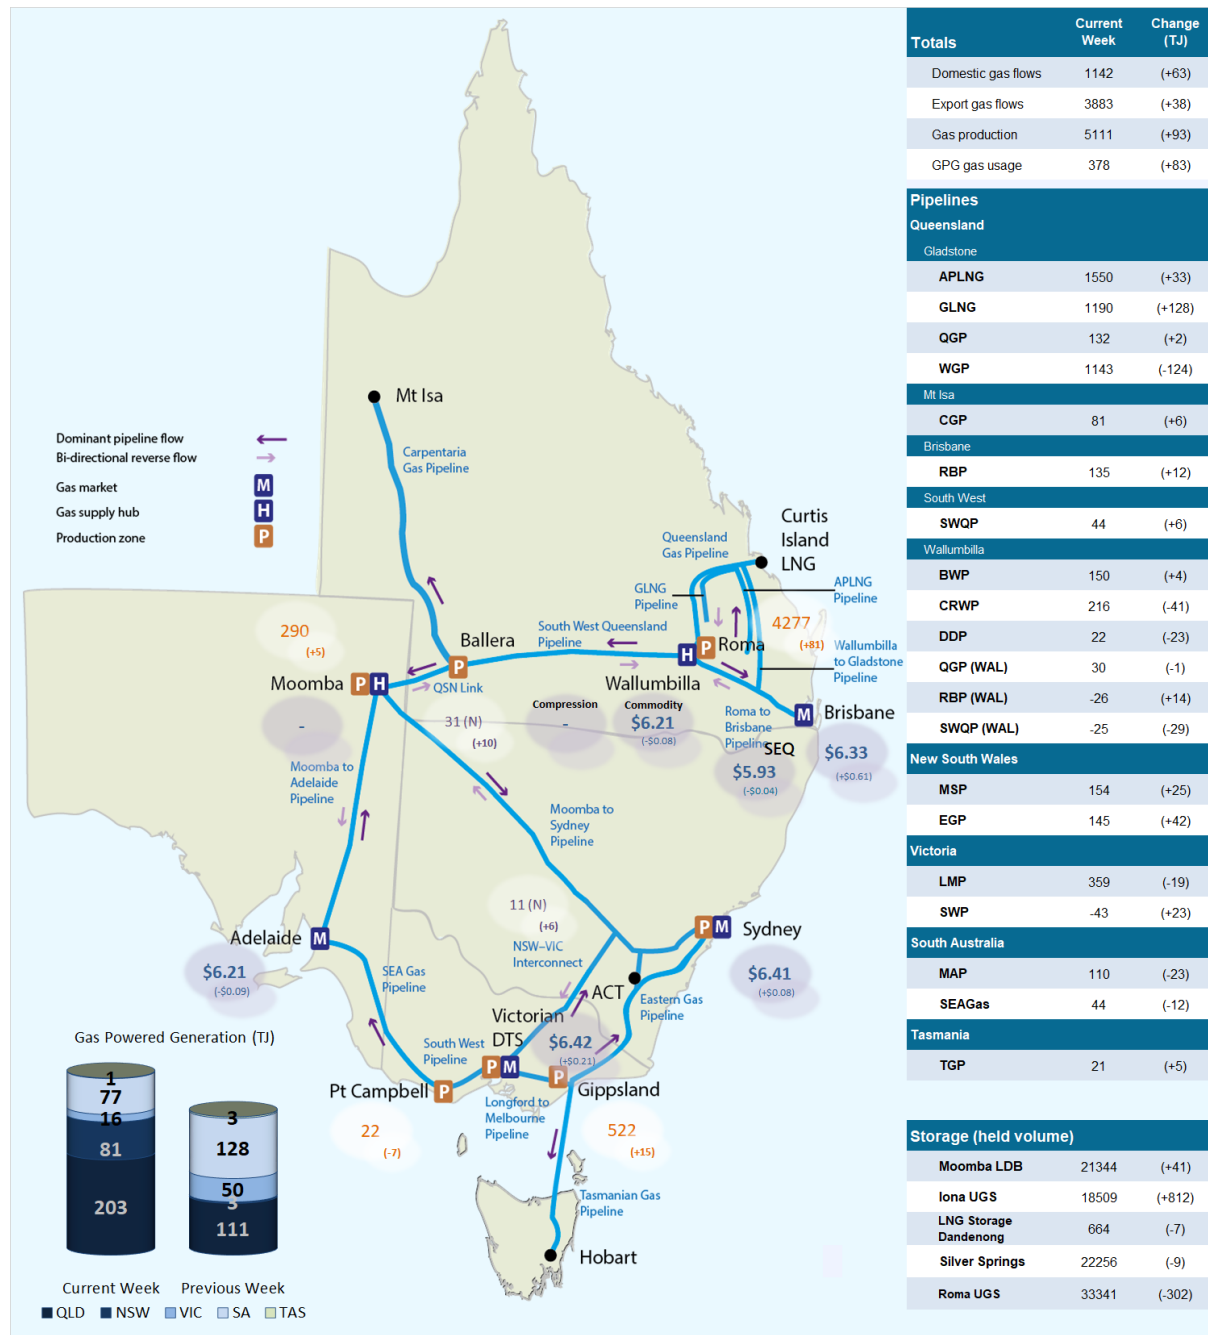 Totals Current Week Change (TJ)
Domestic gas flows 1142 (+63)
Export gas flows 3883 (+38)
Gas production 5111 (+93)
GPG gas usage 378 (+83)
Pipelines
Queensland
Gladstone
APLNG 1550 (+33)
GLNG 1190 (+128)
QGP 132 (+2)
WGP 1143 (-124)
Mt Isa
CGP 81 (+6)
Brisbane
RBP 135 (+12)
South West
SWQP 44 (+6)
Wallumbilla
BWP 150 (+4)
CRWP 216 (-41)
DDP 22 (-23)
QGP (WAL) 30 (-1)
RBP (WAL) -26 (+14)
SWQP (WAL) -25 (-29)
New South Wales
MSP 154 (+25)
EGP 145 (+42)
Victoria
LMP 359 (-19)
SWP -43 (+23)
South Australia
MAP 110 (-23)
SEAGas 44 (-12)
Tasmania
TGP 21 (+5)
Storage (held volume)
Moomba LDB 21344 (+41)
Iona UGS 18509 (+812)
LNG Storage
Dandenong 664 (-7)
Silver Springs 22256 (-9)
Roma UGS 33341 (-302)
Mt Isa
Dominant pipeline flow
Bi-directional reverse flow
Gas market M
Gas supply hub H
Production zone P
Carpentaria
Gas Pipeline
Curtis
Island
LNG
Queensland
Gas Pipeline
GLNG
Pipeline
APLNG
Pipeline
290
(+5)
Ballera
P
South West Queensland
Pipeline
H
P
Roma
4277
(+81)
Wallumbilla
to Gladstone
Pipeline
Moomba
P H
QSN Link
Wallumbilla
-
31 (N)
(+10)
Compression
-
Commodity
$6.21
(-$0.08)
Roma to
Brisbane
Pipeline
M
Brisbane
SEQ
$5.93
(-$0.04)
$6.33
(+$0.61)
Moomba to
Adelaide
Pipeline
Moomba to
Sydney
Pipeline
11 (N)
(+6)
NSW–VIC
Interconnect
P M
Sydney
$6.41
(+$0.08)
Adelaide
M
$6.21
(-$0.09)
SEA Gas
Pipeline
ACT
Eastern Gas
Pipeline
Victorian
DTS
$6.42
(+$0.21)
South West
Pipeline
P M
P
Gippsland
Pt Campbell
P
22
(-7)
Longford to
Melbourne
Pipeline
522
(+15)
Tasmanian Gas
Pipeline
Hobart
Gas Powered Generation (TJ)
1
77
16
81
203
3
128
50
3
111
Current Week Previous Week
QLD NSW VIC SA TAS